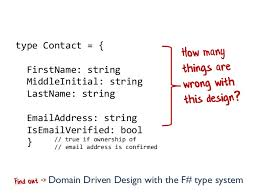 type Contact = {
FirstName: string
MiddleInitial: string
LastName: string
EmailAddress: string
IsEmailVerified: bool
} // true if ownership of
// email address is confirmed
How many
things are
wrong with
this design?
Find out -> Domain Driven Design with the F# type system